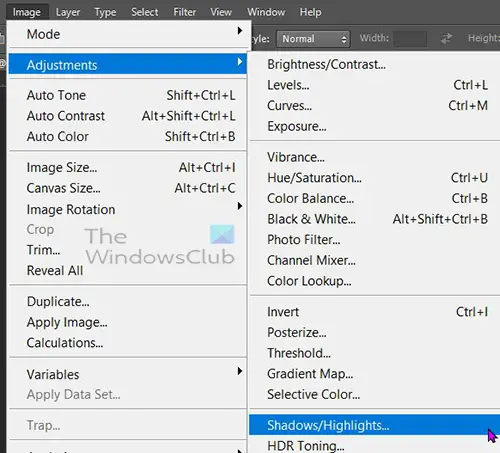 Image Layer Type Select Filter View Window Help
Style: Normal Width: Height:
Mode
Adjustments
Auto Tone Shift+Ctrl+L
Auto Contrast Alt+Shift+Ctrl+L
Auto Color Shift+Ctrl+B
Image Size... Alt+Ctrl+I
Canvas Size... Alt+Ctrl+C
Image Rotation
Crop
Trim...
Reveal All
Duplicate...
Apply Image...
Calculations...
Variables
Apply Data Set...
Trap...
Brightness/Contrast...
Levels... Ctrl+L
Curves... Ctrl+M
Exposure...
Vibrance...
Hue/Saturation... Ctrl+U
Color Balance... Ctrl+B
Black & White... Alt+Shift+Ctrl+B
Photo Filter...
Channel Mixer...
Color Lookup...
Invert Ctrl+I
Posterize...
Threshold...
Gradient Map...
Selective Color...
Shadows/Highlights...
HDR Toning...
The
WindowsClub